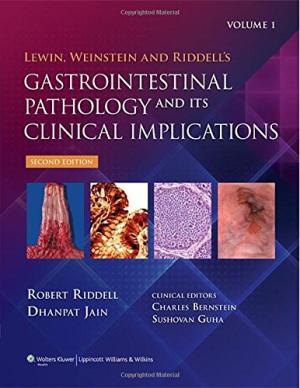 VOLUME 1
LEWIN, WEINSTEIN AND RIDDELL'S
GASTROINTESTINAL
PATHOLOGY AND ITS
CLINICAL IMPLICATIONS
SECOND EDITION
ROBERT RIDDELL
DHANPAT JAIN
CLINICAL EDITORS
CHARLES BERNSTEIN
SUSHOVAN GUHA
Wolters Kluwer | Lippincott Williams & Wilkins
Health